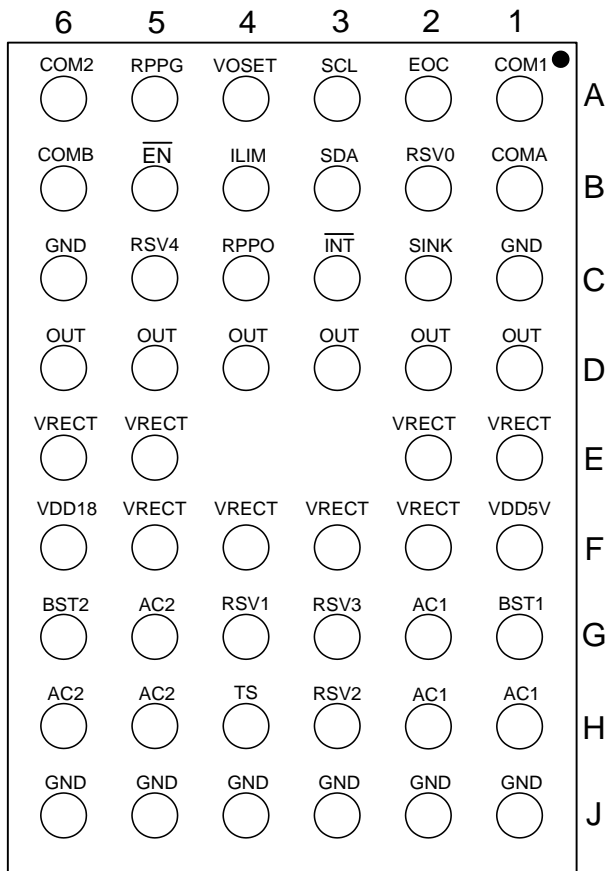 6 5 4 3 2 1
COM2 RPPG VOSET SCL EOC COM1
A
COMB EN ILIM SDA RSV0 COMA
B
GND RSV4 RPPO INT SINK GND
C
OUT OUT OUT OUT OUT OUT
D
VRECT VRECT VRECT VRECT
E
VDD18 VRECT VRECT VRECT VRECT VDD5V
F
BST2 AC2 RSV1 RSV3 AC1 BST1
G
AC2 AC2 TS RSV2 AC1 AC1
H
GND GND GND GND GND GND
J